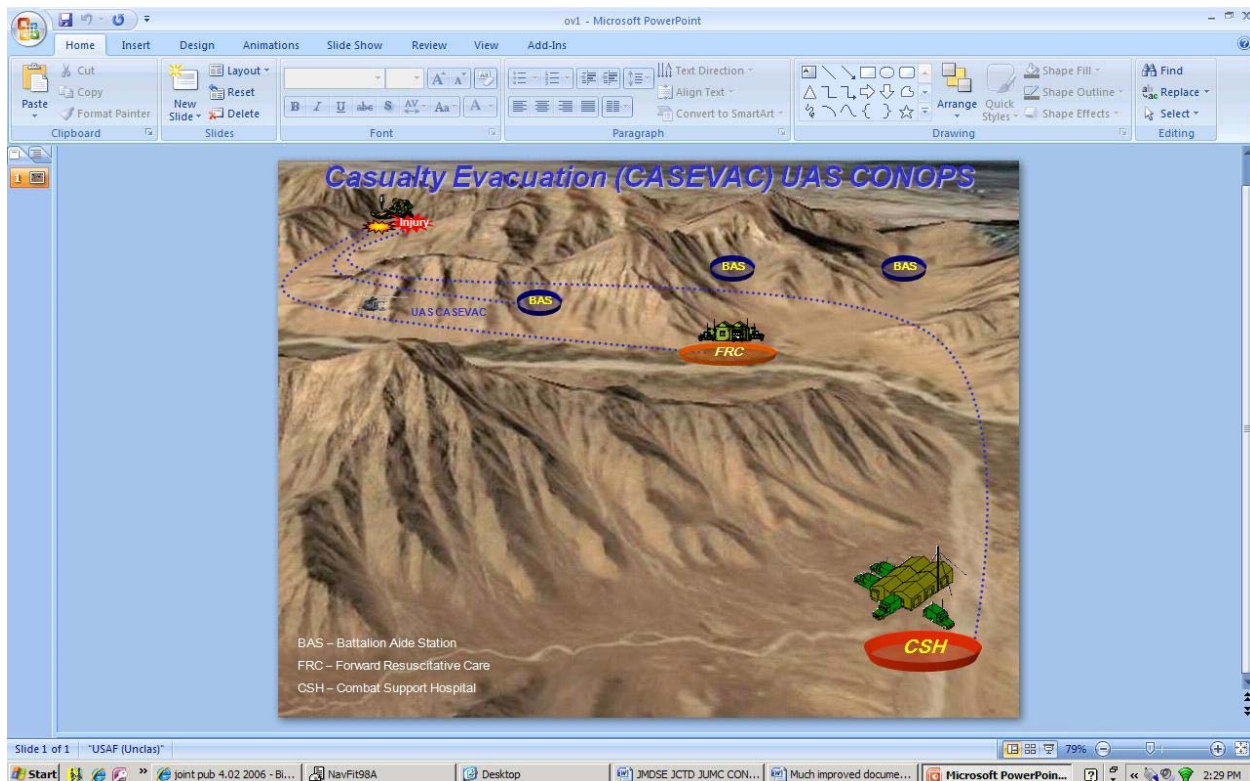 ov1 - Microsoft PowerPoint
Home Insert Design Animations Slide Show Review View Add-Ins
Paste
Cut
Copy
Format Painter
Clipboard
New Slide
Layout
Reset
Delete
Slides
B I U abe S AV Aa A
Font
Text Direction
Align Text
Convert to SmartArt
Paragraph
Arrange
Quick Styles
Shape Fill
Shape Outline
Shape Effects
Drawing
Find
Replace
Select
Editing
1
Casualty Evacuation (CASEVAC) UAS CONOPS
Injury
BAS
BAS
BAS
UAS CASEVAC
FRC
CSH
BAS – Battalion Aide Station
FRC – Forward Resuscitative Care
CSH – Combat Support Hospital
Slide 1 of 1 "USAF (Unclas)" 79%
Start joint pub 4.02 2006 - Bi... NavFit98A Desktop JMDSE JCTD JUMC CON... Much improved docume... Microsoft PowerPoin... 2:29 PM